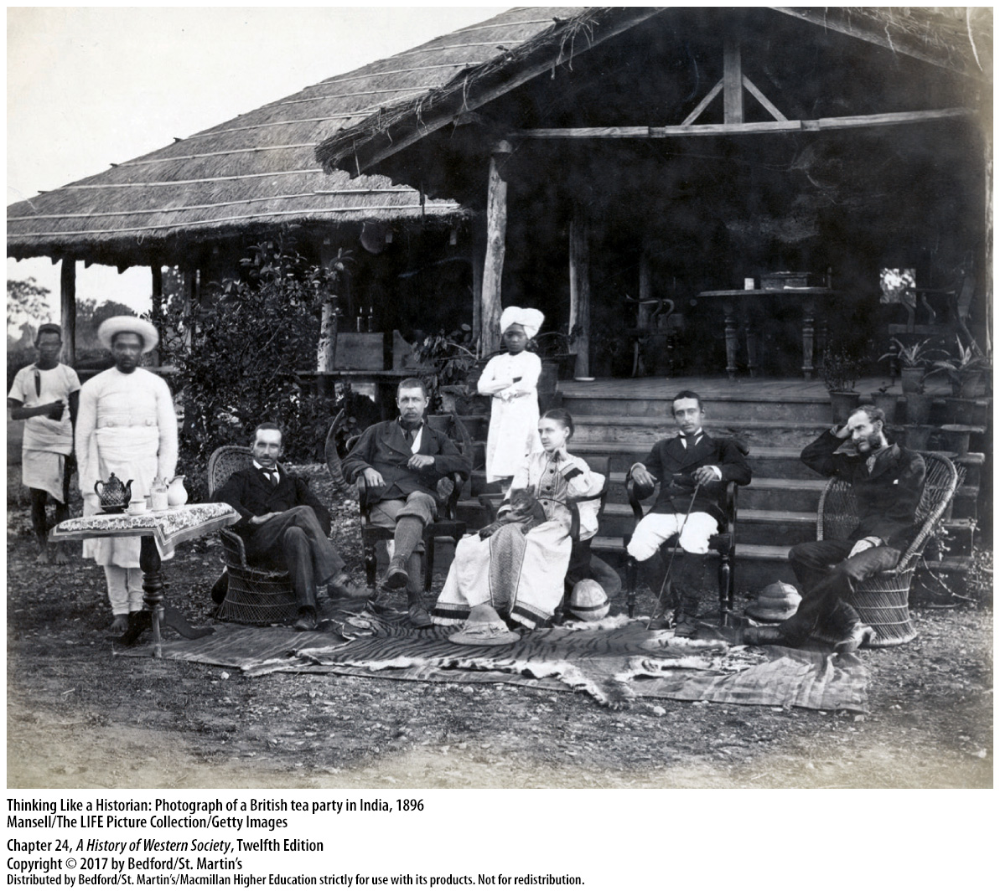 Thinking Like a Historian: Photograph of a British tea party in India, 1896
Mansell/The LIFE Picture Collection/Getty Images
Chapter 24, A History of Western Society, Twelfth Edition
Copyright © 2017 by Bedford/St. Martin’s
Distributed by Bedford/St. Martin’s/Macmillan Higher Education strictly for use with its products. Not for redistribution.